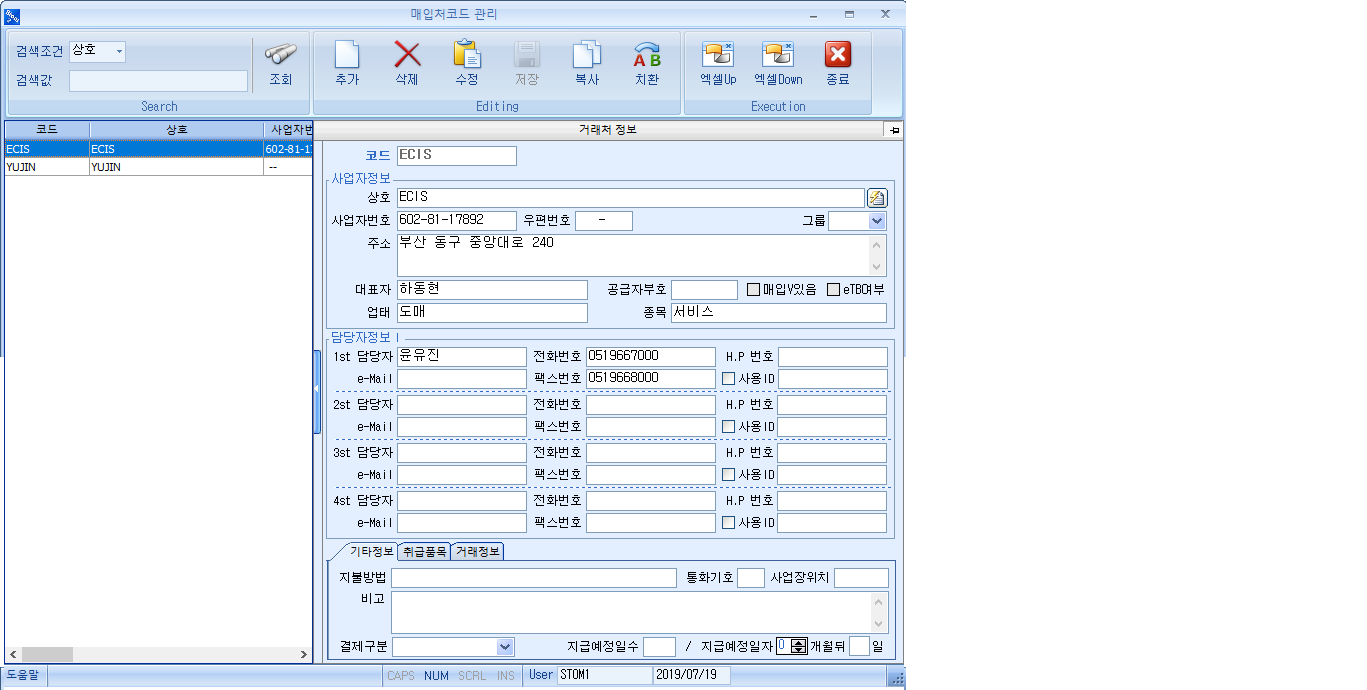 매입처코드 관리
검색조건 상호
검색값
조회
추가 삭제 수정 저장 복사 치환 엑셀Up 엑셀Down 종료
Search Editing Execution
코드 상호 사업자번
ECIS ECIS 602-81-17
YUJIN YUJIN --
거래처 정보
코드 ECIS
사업자정보
상호 ECIS
사업자번호 602-81-17892 우편번호 - 그룹
주소 부산 동구 중앙대로 240
대표자 하동현 공급자부호 매입V있음 eTB여부
업태 도매 종목 서비스
담당자정보
1st 담당자 윤유진 전화번호 0519667000 H.P 번호
e-Mail 팩스번호 0519668000 사용ID
2st 담당자 전화번호 H.P 번호
e-Mail 팩스번호 사용ID
3st 담당자 전화번호 H.P 번호
e-Mail 팩스번호 사용ID
4st 담당자 전화번호 H.P 번호
e-Mail 팩스번호 사용ID
기타정보 취급품목 거래정보
지불방법 통화기호 사업장위치
비고
결제구분 지급예정일수 / 지급예정일자 0 개월뒤 일
도움말 CAPS NUM SCRL INS User STOM1 2019/07/19